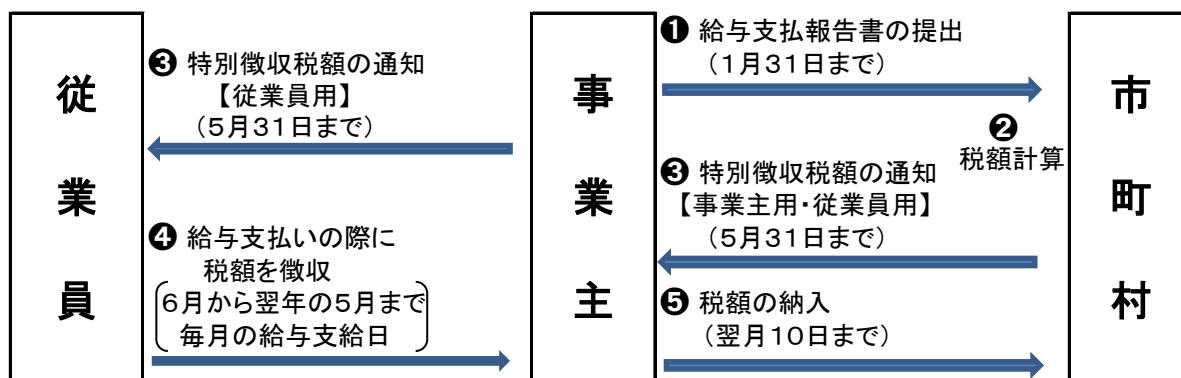 従業員
❸ 特別徴収税額の通知
【従業員用】
(5月31日まで)
❹ 給与支払いの際に
税額を徴収
6月から翌年の5月まで
毎月の給与支給日
事業主
❶ 給与支払報告書の提出
(1月31日まで)
❷
税額計算
❸ 特別徴収税額の通知
【事業主用・従業員用】
(5月31日まで)
❺ 税額の納入
(翌月10日まで)
市町村